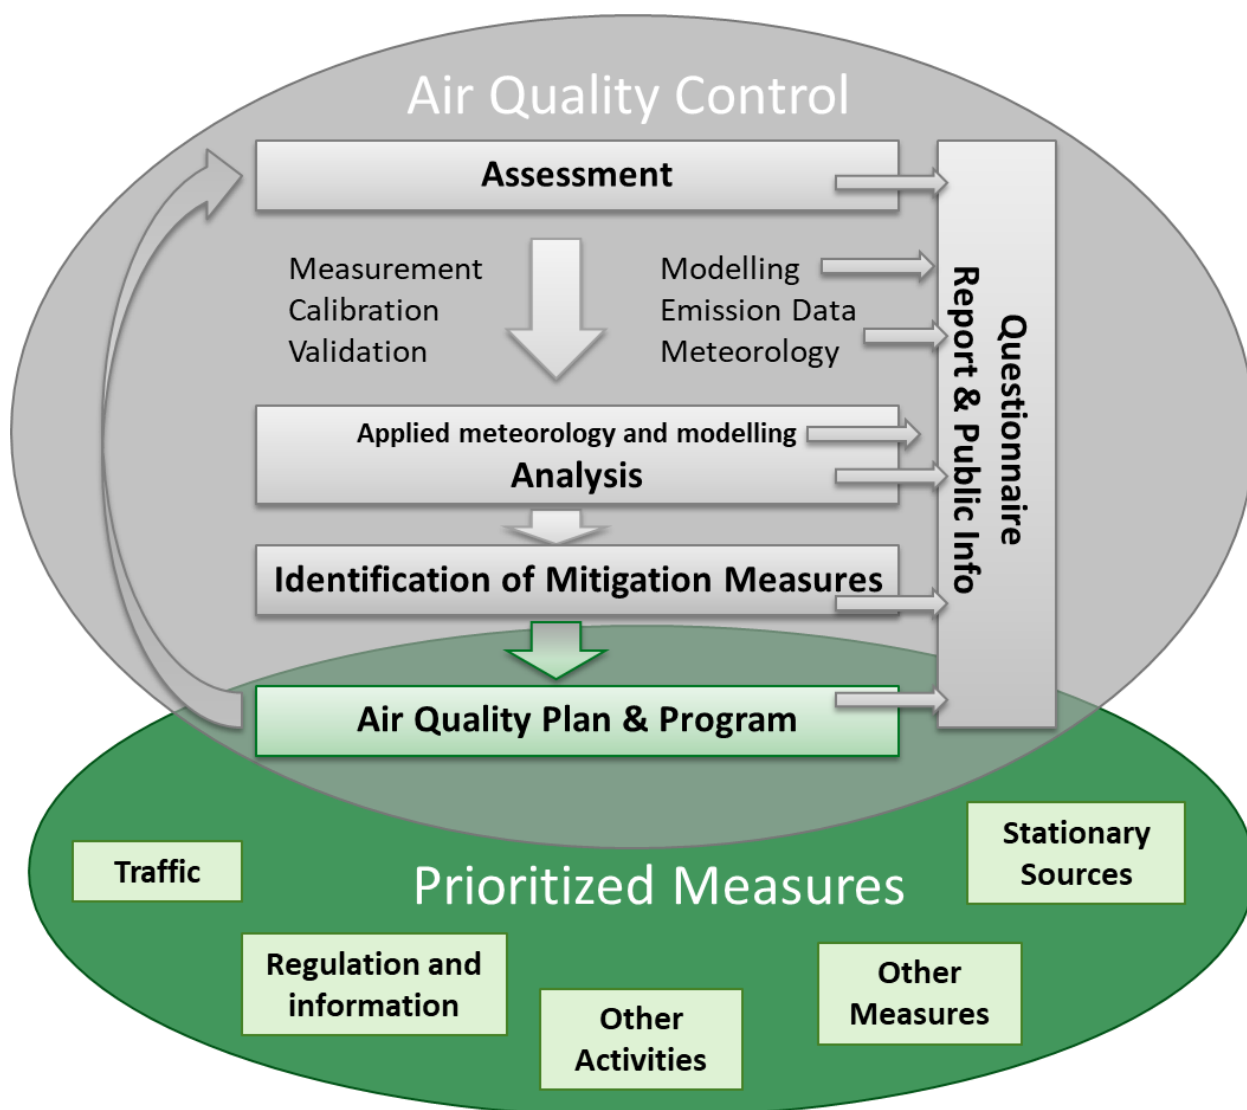 Air Quality Control
Assessment
Measurement
Calibration
Validation
Modelling
Emission Data
Meteorology
Applied meteorology and modelling
Analysis
Identification of Mitigation Measures
Air Quality Plan & Program
Questionnaire
Report & Public Info
Prioritized Measures
Traffic
Regulation and
information
Other
Activities
Other
Measures
Stationary
Sources